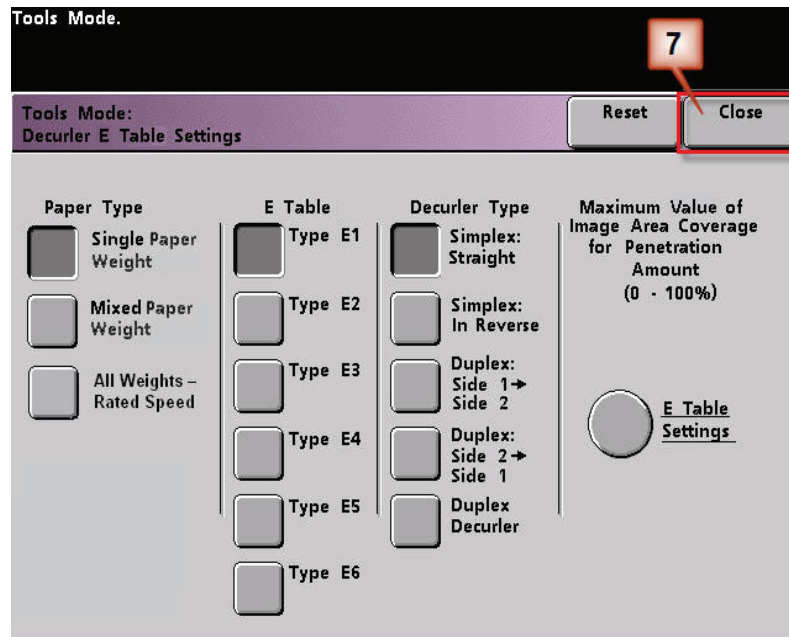 Tools Mode.
7
Tools Mode:
Decurler E Table Settings
Reset
Close
Paper Type
Single Paper
Weight
Mixed Paper
Weight
All Weights –
Rated Speed
E Table
Type E1
Type E2
Type E3
Type E4
Type E5
Type E6
Decurler Type
Simplex:
Straight
Simplex:
In Reverse
Duplex:
Side 1→
Side 2
Duplex:
Side 2→
Side 1
Duplex
Decurler
Maximum Value of
Image Area Coverage
for Penetration
Amount
(0 - 100%)
E Table
Settings